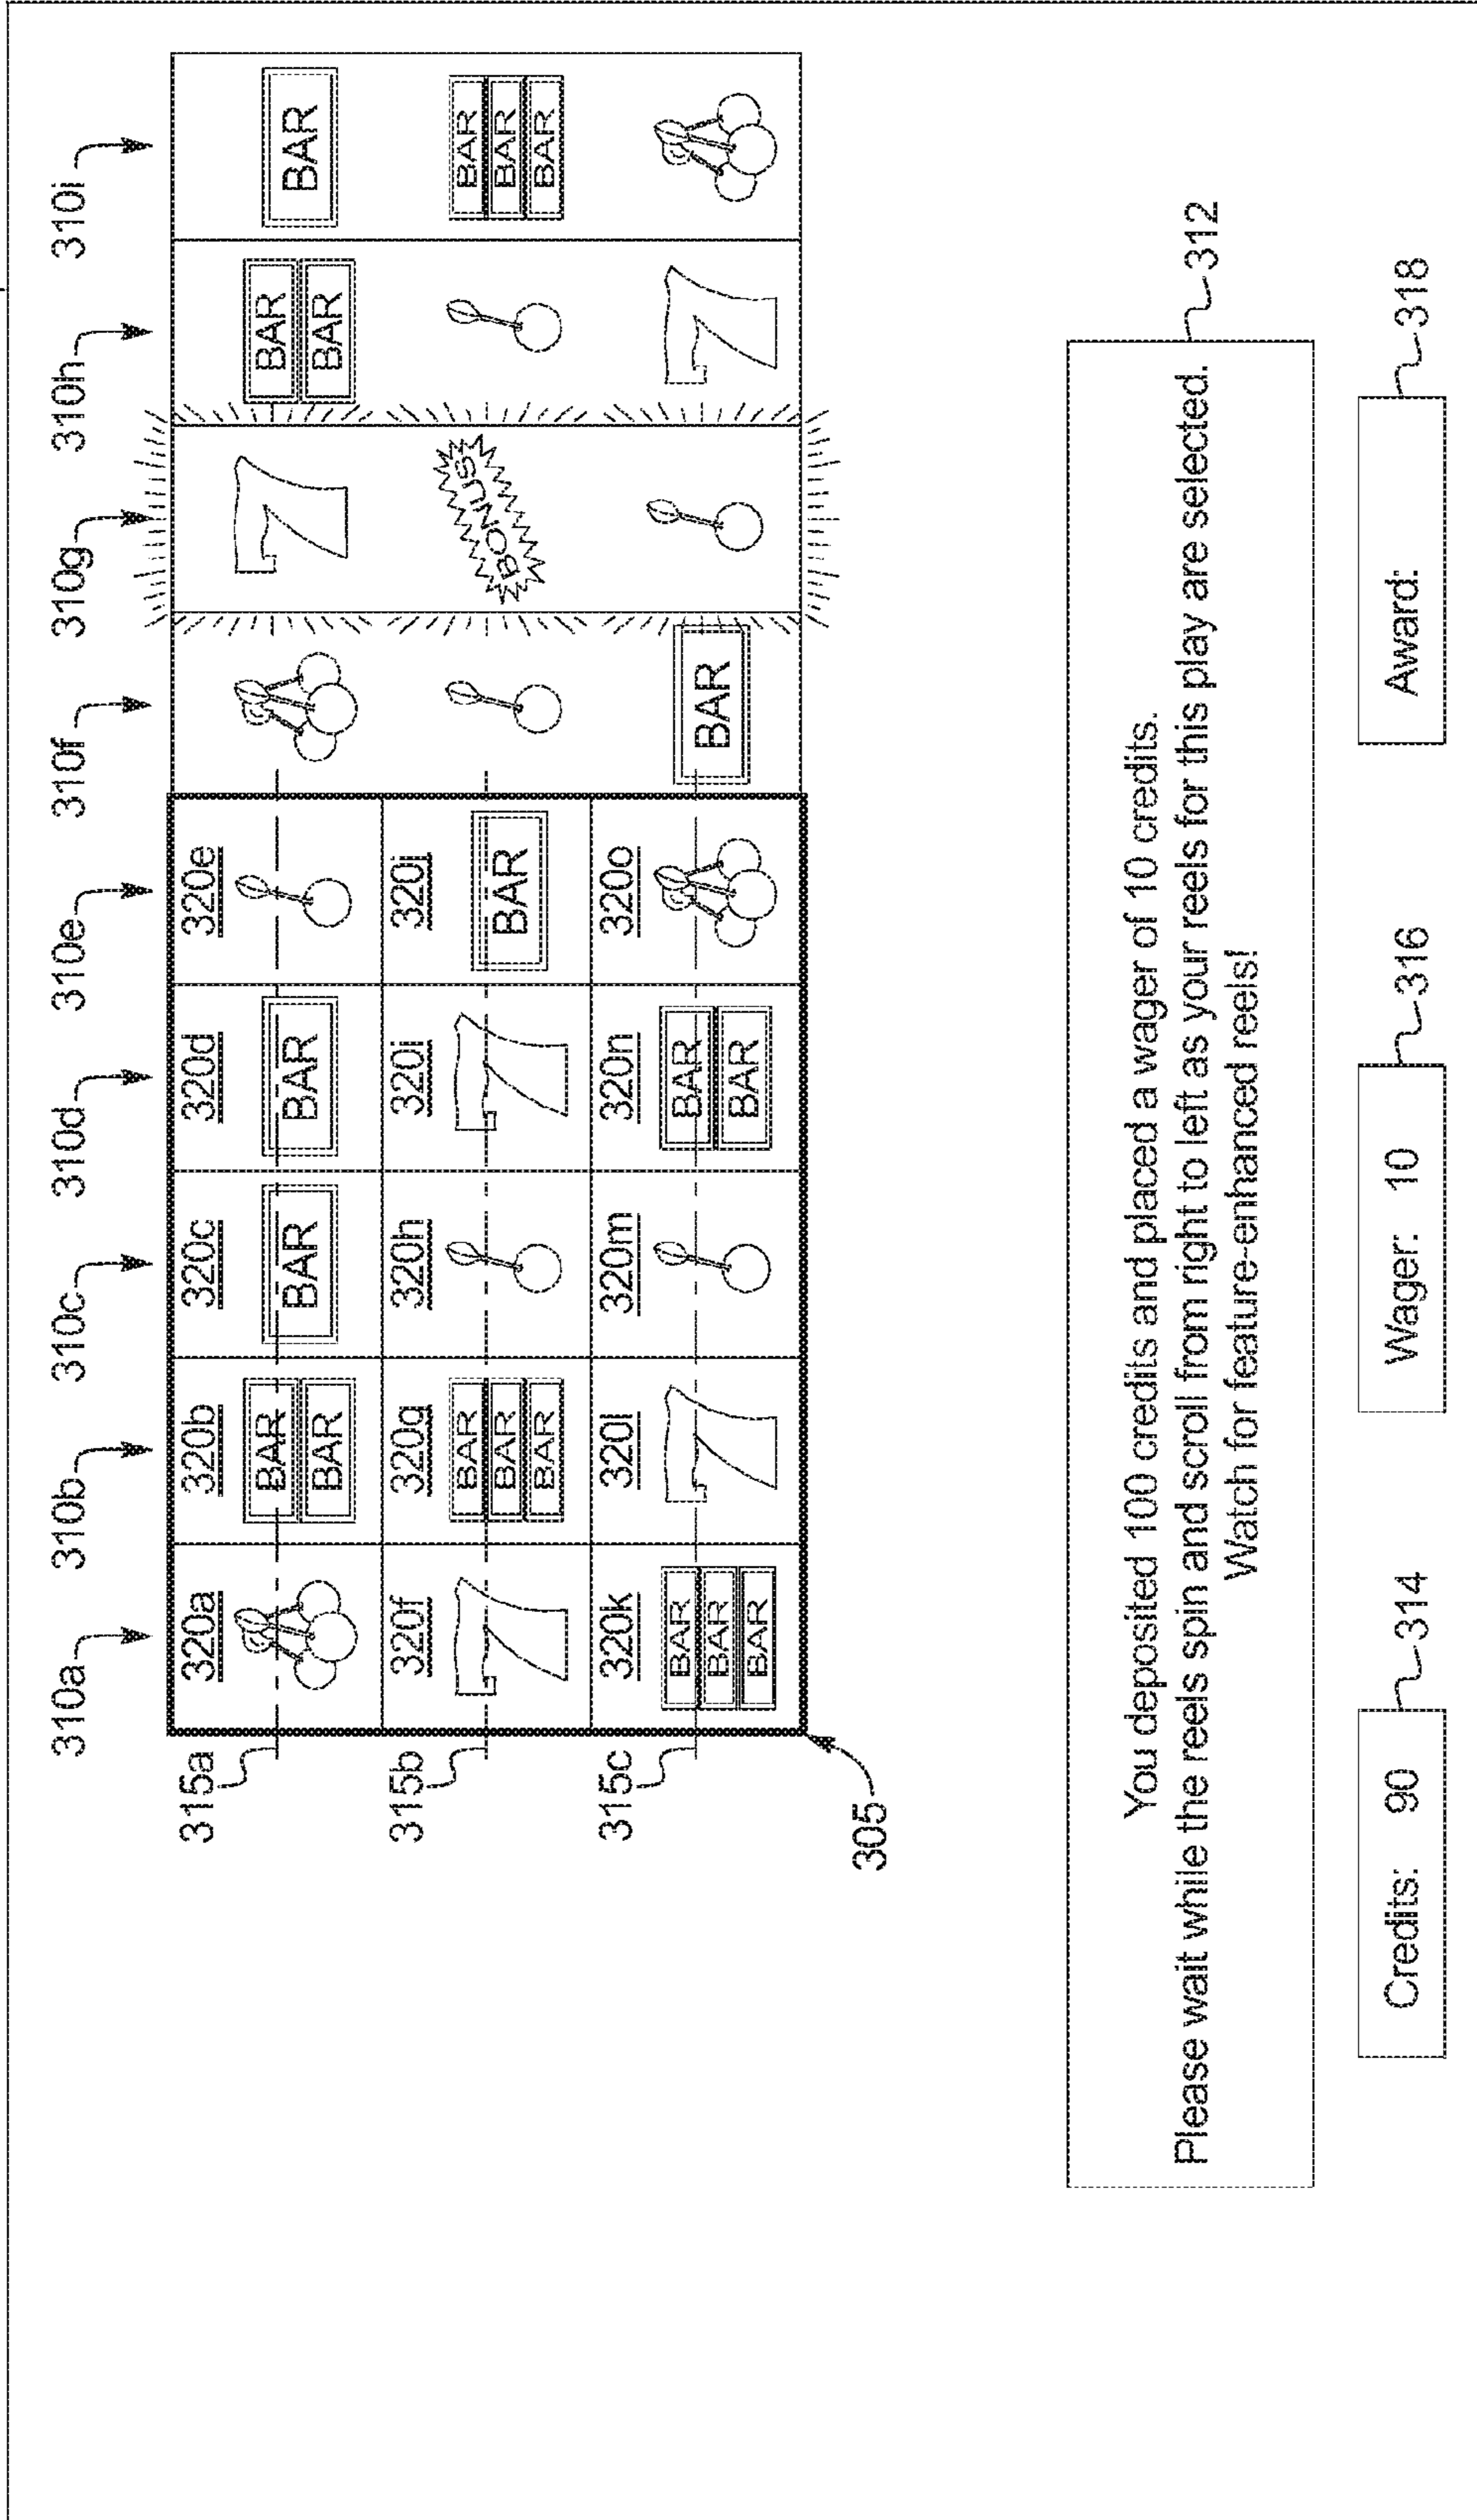 310a 310b 310c 310d 310e 310f 310g 310h 310i
315a 320a 320b 320c 320d 320e
BAR
BAR BAR BAR BAR
BAR BAR
BAR
315b 320f 320g 320h 320i 320j
BAR
BAR
BAR BAR BONUS BAR
BAR
BAR
315c 320k 320l 320m 320n 320o
BAR
BAR
BAR BAR
BAR BAR
305
You deposited 100 credits and placed a wager of 10 credits.
Please wait while the reels spin and scroll from right to left as your reels for this play are selected.
Watch for feature-enhanced reels!
312
Credits: 90 314 Wager: 10 316 Award: 318